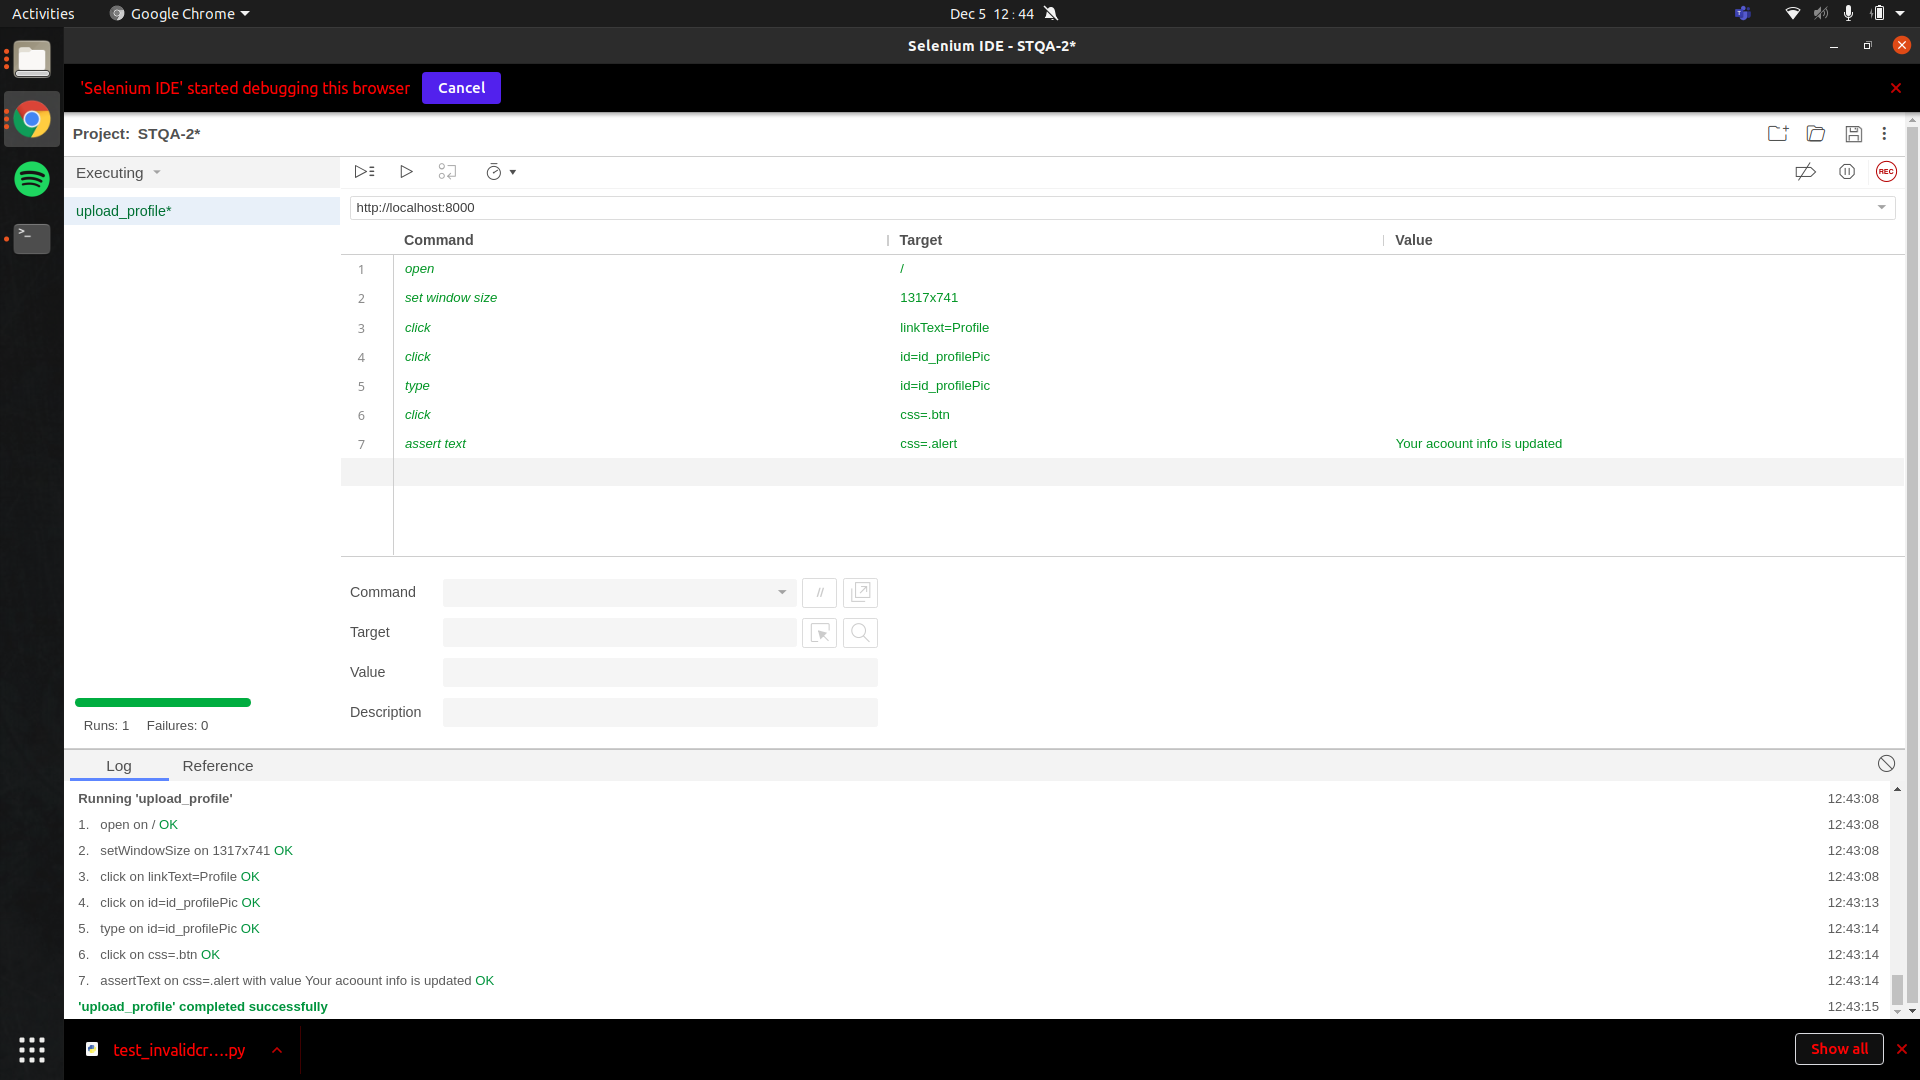 Activities Google Chrome Dec 5 12:44
Selenium IDE - STQA-2*
'Selenium IDE' started debugging this browser Cancel
Project: STQA-2*
Executing
REC
upload_profile*
http://localhost:8000
Command Target Value
1 open /
2 set window size 1317x741
3 click linkText=Profile
4 click id=id_profilePic
5 type id=id_profilePic
6 click css=.btn
7 assert text css=.alert Your acoount info is updated
Command //
Target
Value
Description
Runs: 1 Failures: 0
Log Reference
Running 'upload_profile' 12:43:08
1. open on / OK 12:43:08
2. setWindowSize on 1317x741 OK 12:43:08
3. click on linkText=Profile OK 12:43:08
4. click on id=id_profilePic OK 12:43:13
5. type on id=id_profilePic OK 12:43:14
6. click on css=.btn OK 12:43:14
7. assertText on css=.alert with value Your acoount info is updated OK 12:43:14
'upload_profile' completed successfully 12:43:15
test_invalidcr....py Show all